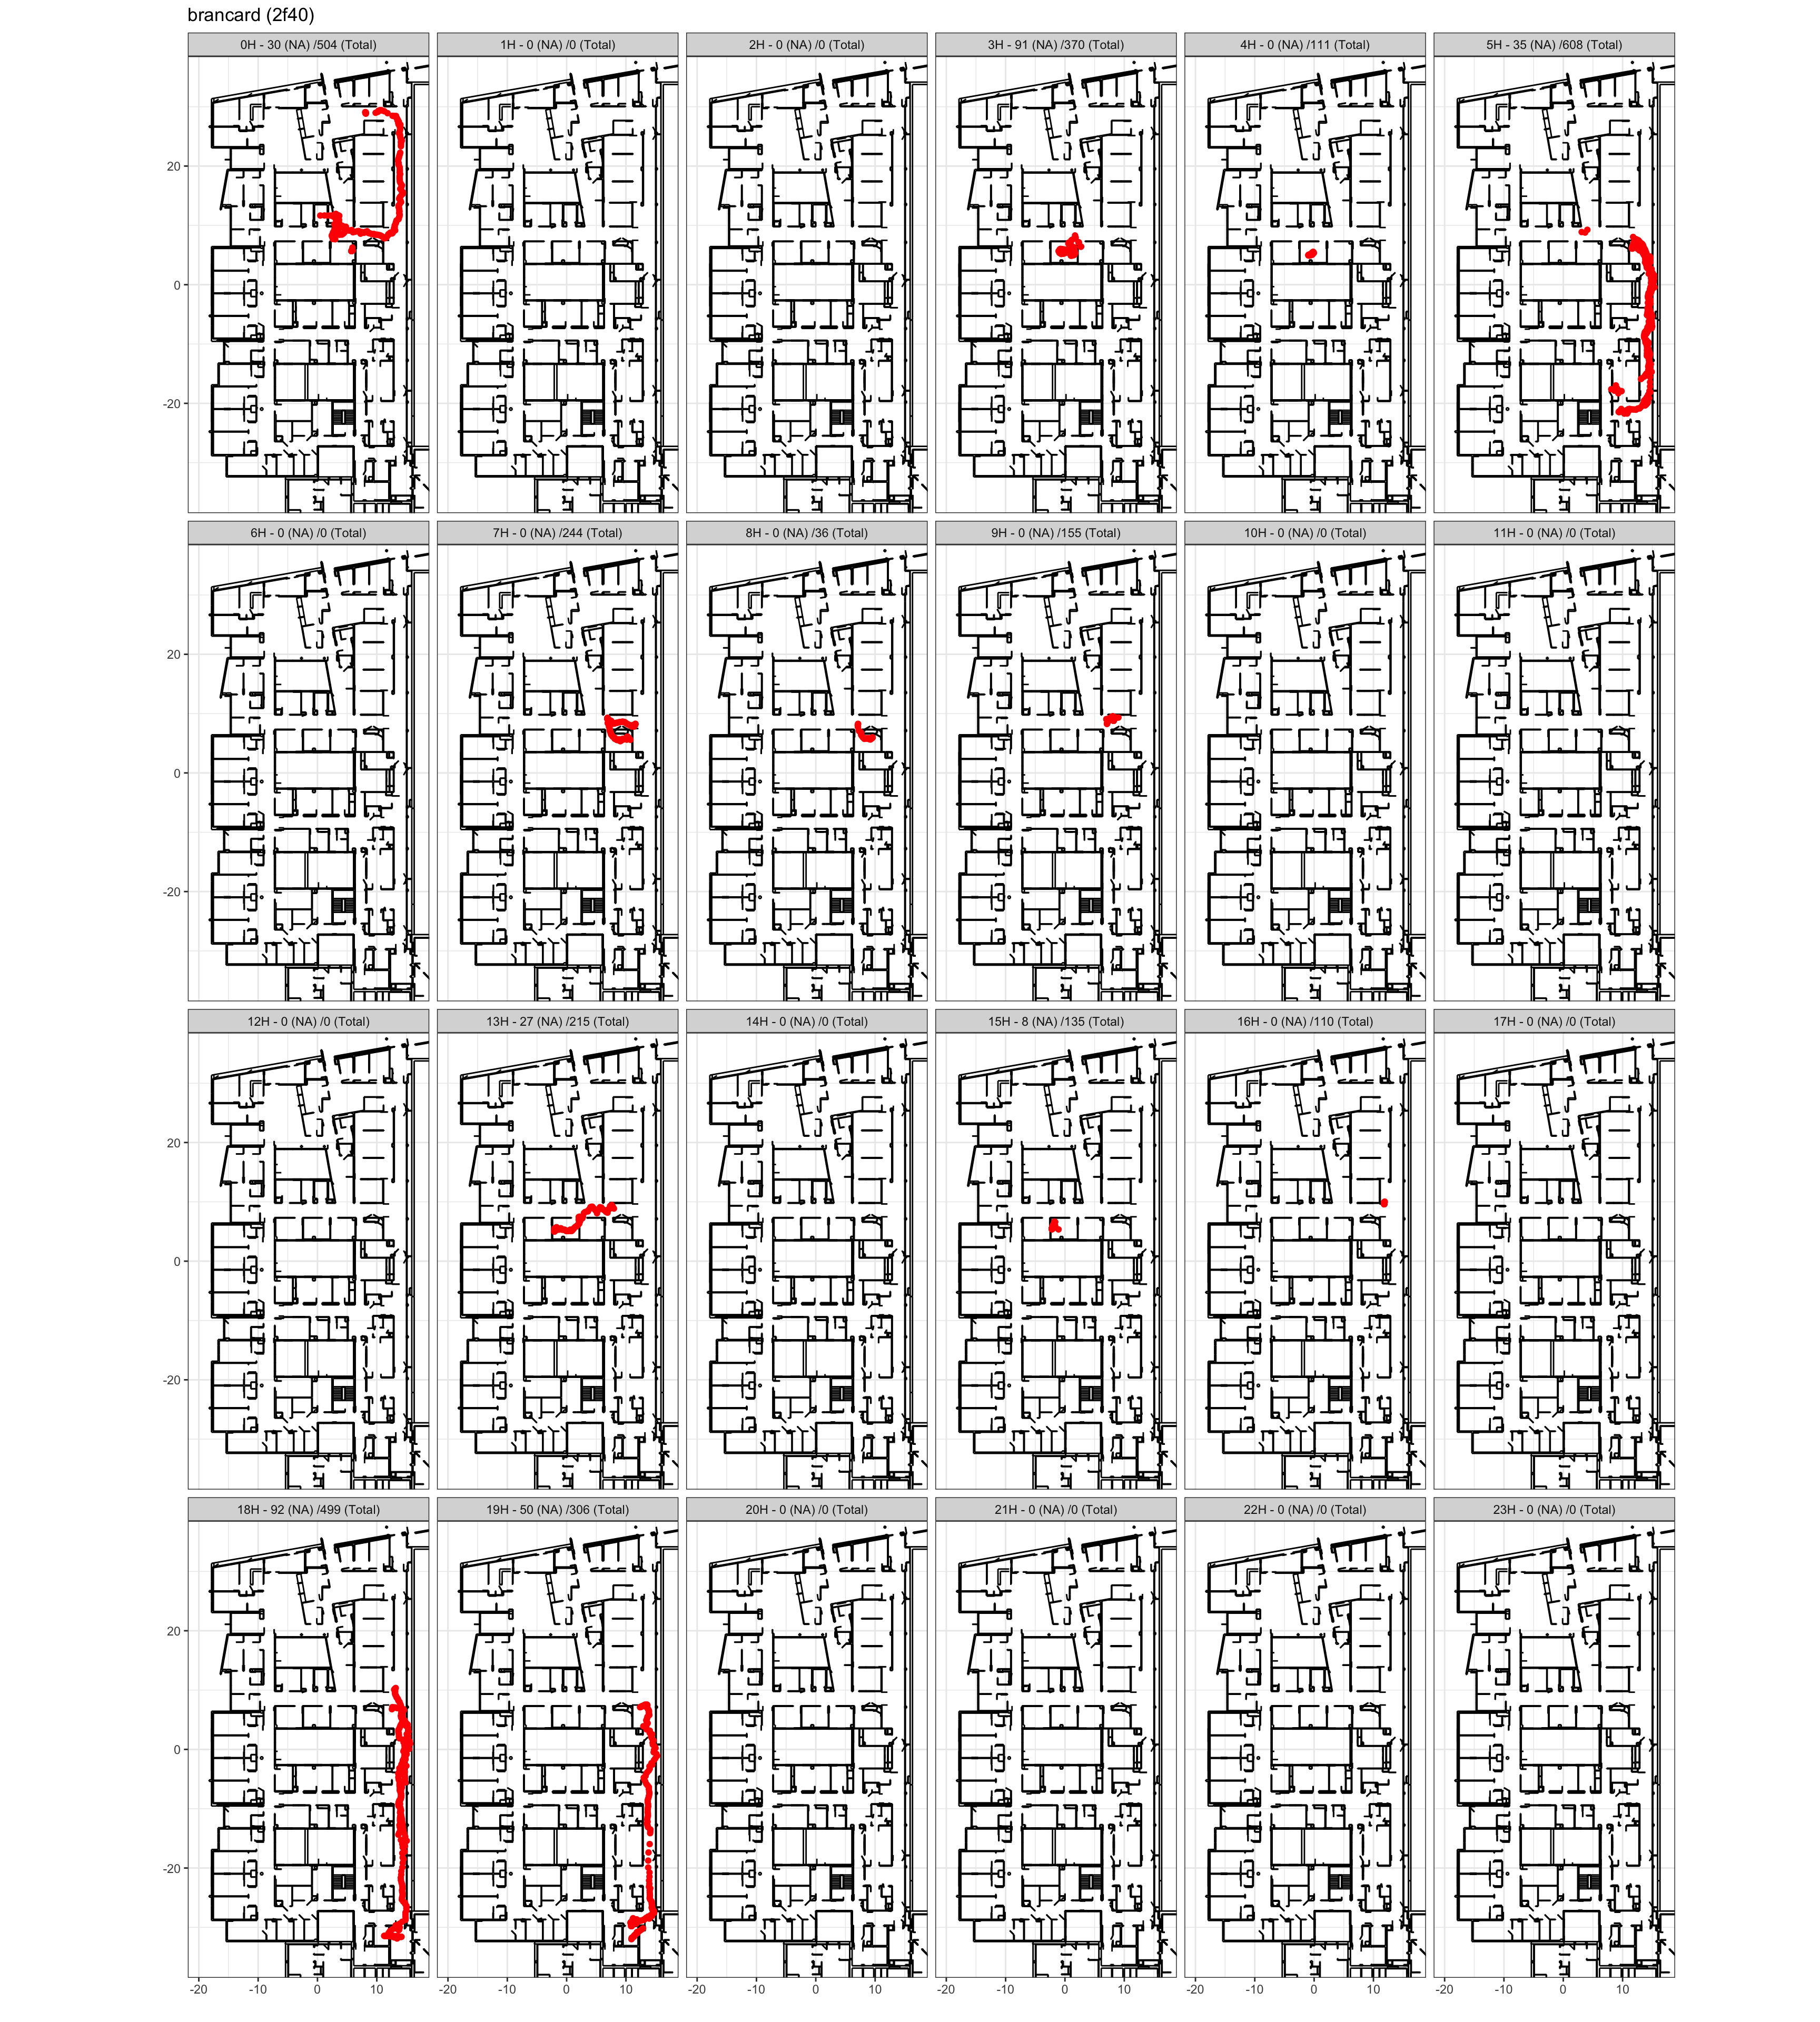 brancard (2f40)
0H - 30 (NA) /504 (Total)
1H - 0 (NA) /0 (Total)
2H - 0 (NA) /0 (Total)
3H - 91 (NA) /370 (Total)
4H - 0 (NA) /111 (Total)
5H - 35 (NA) /608 (Total)
20
0
-20
6H - 0 (NA) /0 (Total)
7H - 0 (NA) /244 (Total)
8H - 0 (NA) /36 (Total)
9H - 0 (NA) /155 (Total)
10H - 0 (NA) /0 (Total)
11H - 0 (NA) /0 (Total)
20
0
-20
12H - 0 (NA) /0 (Total)
13H - 27 (NA) /215 (Total)
14H - 0 (NA) /0 (Total)
15H - 8 (NA) /135 (Total)
16H - 0 (NA) /110 (Total)
17H - 0 (NA) /0 (Total)
20
0
-20
18H - 92 (NA) /499 (Total)
19H - 50 (NA) /306 (Total)
20H - 0 (NA) /0 (Total)
21H - 0 (NA) /0 (Total)
22H - 0 (NA) /0 (Total)
23H - 0 (NA) /0 (Total)
20
0
-20
-20 -10 0 10
-20 -10 0 10
-20 -10 0 10
-20 -10 0 10
-20 -10 0 10
-20 -10 0 10